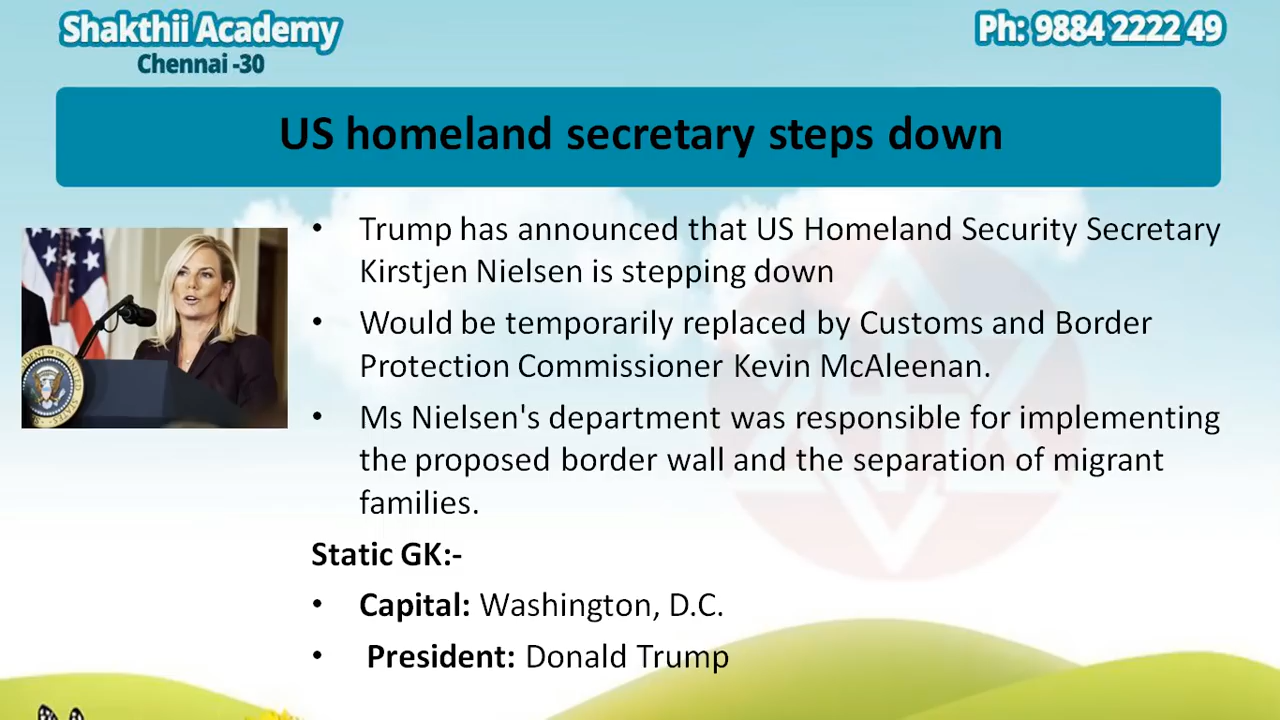 Shakthii Academy
Chennai -30
Ph: 9884 2222 49
US homeland secretary steps down
• Trump has announced that US Homeland Security Secretary
Kirstjen Nielsen is stepping down
• Would be temporarily replaced by Customs and Border
Protection Commissioner Kevin McAleenan.
• Ms Nielsen's department was responsible for implementing
the proposed border wall and the separation of migrant
families.
Static GK:-
• Capital: Washington, D.C.
• President: Donald Trump